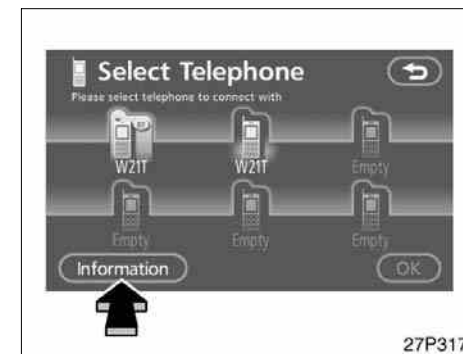 Select Telephone
Please select telephone to connect with
W21T W21T Empty
Empty Empty Empty
Information OK
27P317